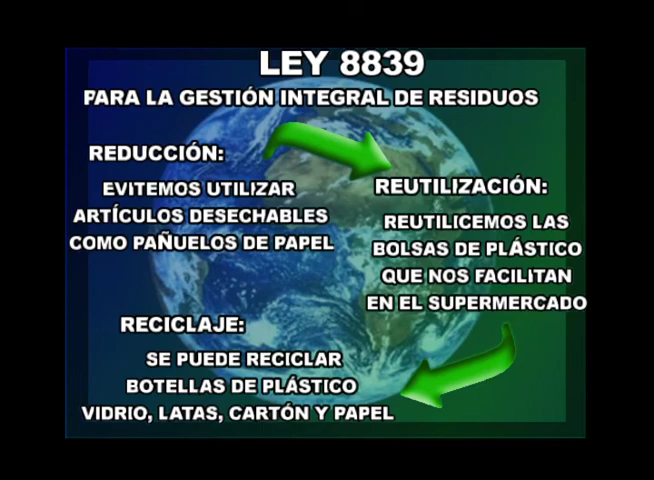 LEY 8839
PARA LA GESTIÓN INTEGRAL DE RESIDUOS
REDUCCIÓN:
EVITEMOS UTILIZAR
ARTÍCULOS DESECHABLES
COMO PAÑUELOS DE PAPEL
REUTILIZACIÓN:
REUTILICEMOS LAS
BOLSAS DE PLÁSTICO
QUE NOS FACILITAN
EN EL SUPERMERCADO
RECICLAJE:
SE PUEDE RECICLAR
BOTELLAS DE PLÁSTICO
VIDRIO, LATAS, CARTÓN Y PAPEL